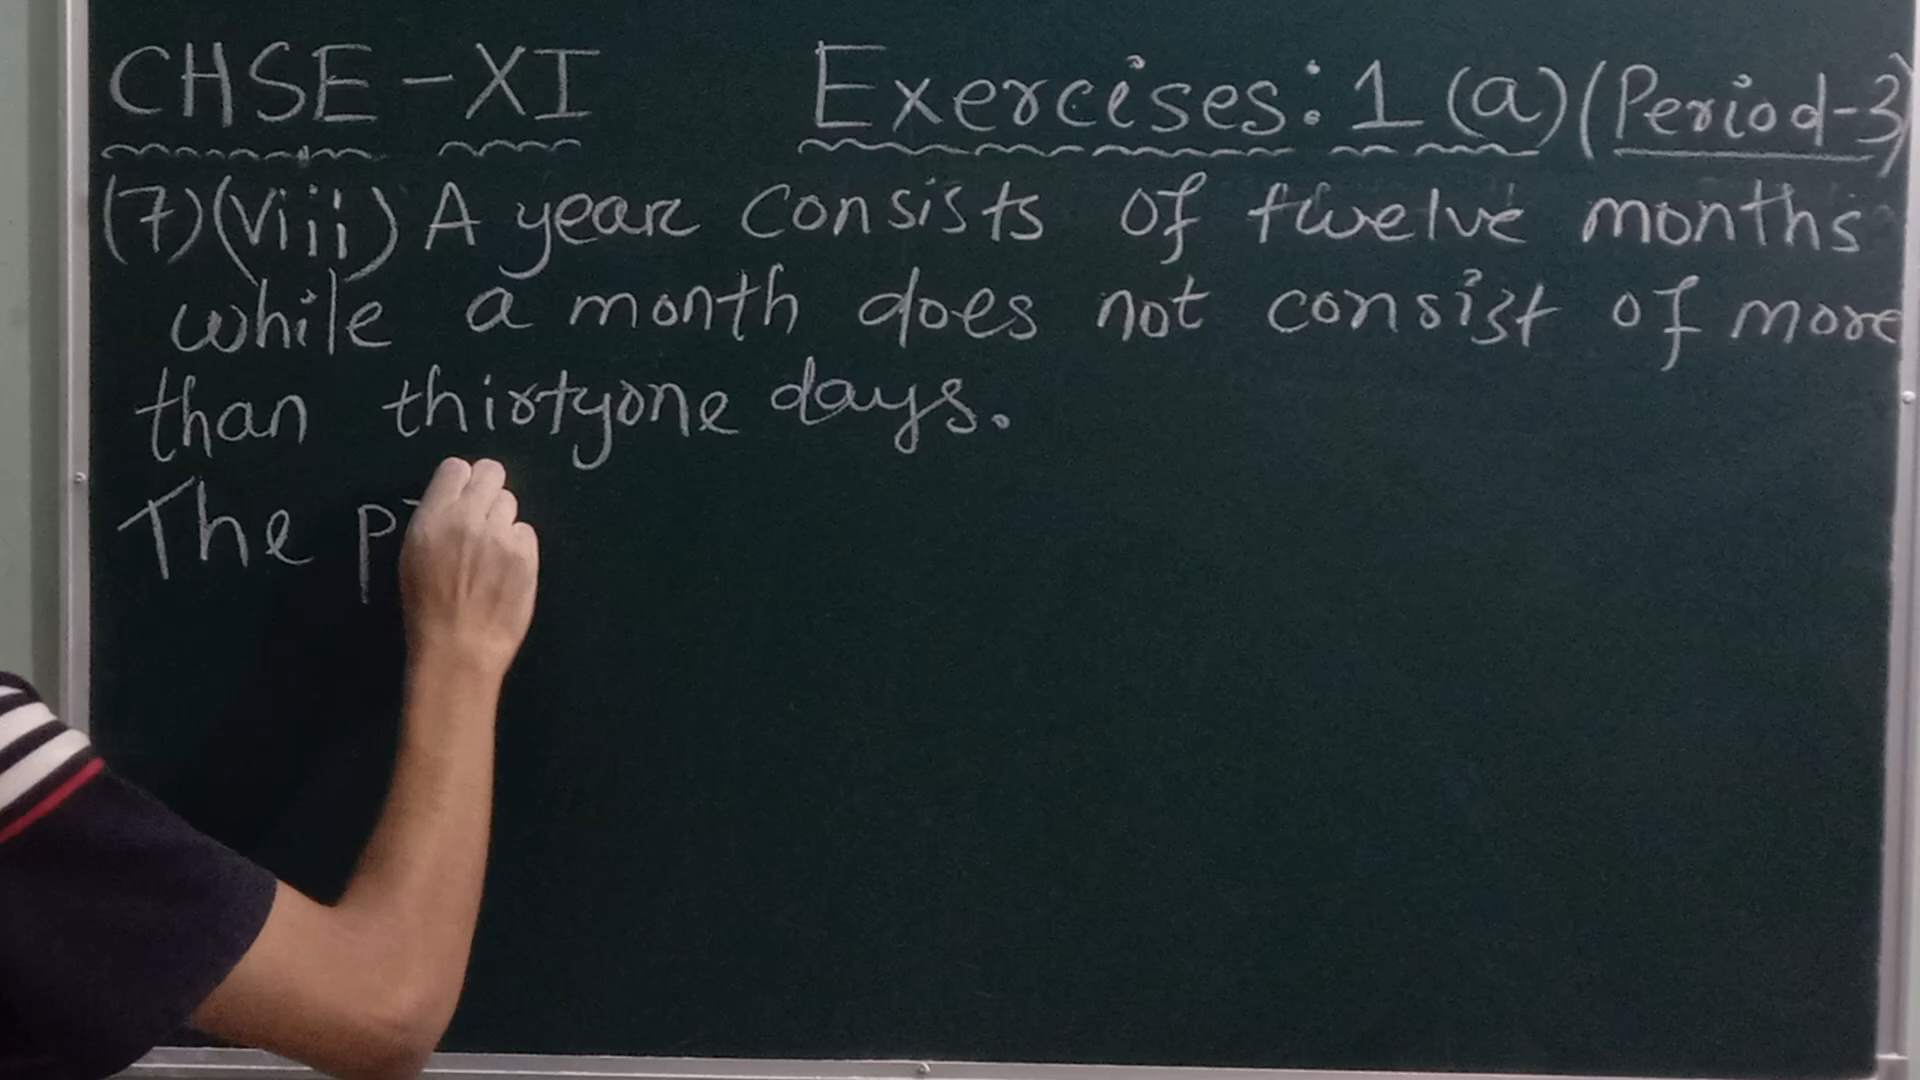 CHSE-XI Exercises: 1 (a) (Period-3)
(7)(viii) A year consists of twelve months
while a month does not consist of more
than thirtyone days.
The